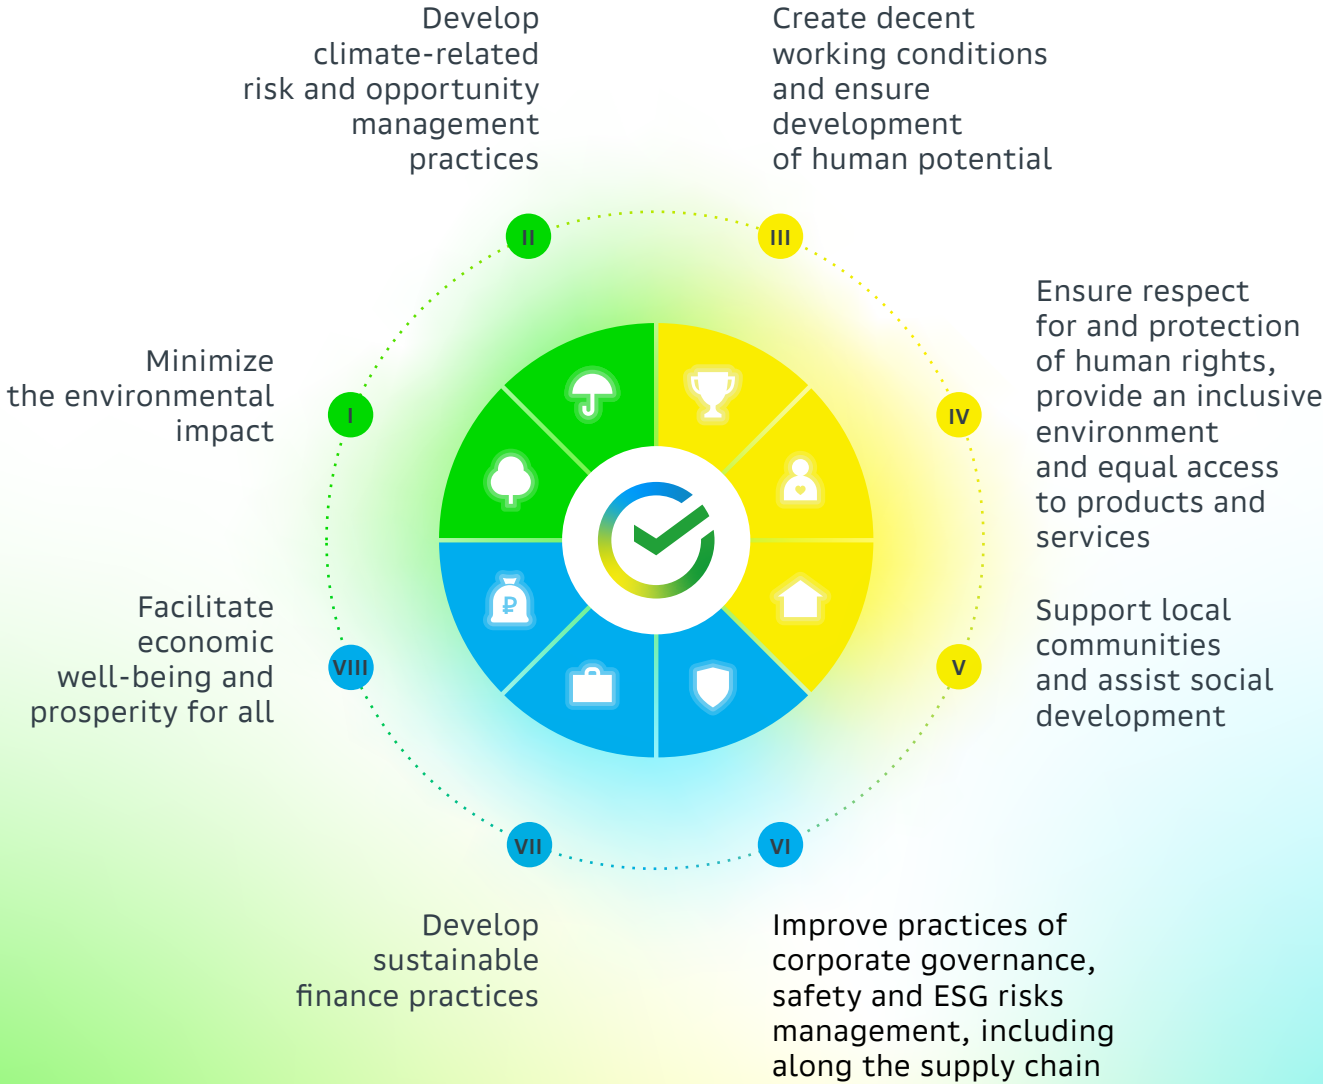 Develop
climate-related
risk and opportunity
management
practices
II
Create decent
working conditions
and ensure
development
of human potential
III
Minimize
the environmental
impact
I
Ensure respect
for and protection
of human rights,
provide an inclusive
environment
and equal access
to products and
services
IV
Facilitate
economic
well-being and
prosperity for all
VIII
₽
Support local
communities
and assist social
development
V
VII
Develop
sustainable
finance practices
VI
Improve practices of
corporate governance,
safety and ESG risks
management, including
along the supply chain